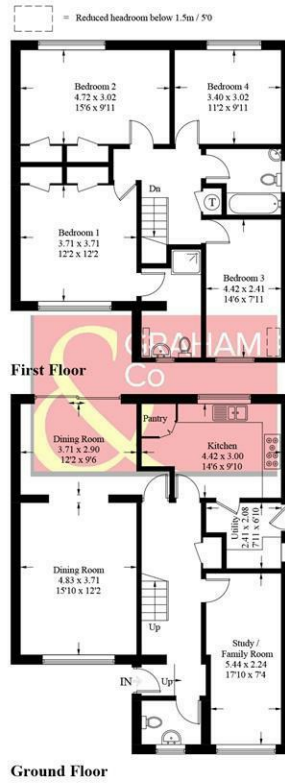 = Reduced headroom below 1.5m / 5'0
Bedroom 2
4.72 x 3.02
15'6 x 9'11
Bedroom 4
3.40 x 3.02
11'2 x 9'11
Dn
T
Bedroom 1
3.71 x 3.71
12'2 x 12'2
Bedroom 3
4.42 x 2.41
14'6 x 7'11
First Floor
& GRAHAM
Co
Dining Room
3.71 x 2.90
12'2 x 9'6
Pantry
Kitchen
4.42 x 3.00
14'6 x 9'10
Utility
2.41 x 2.08
7'11 x 6'10
Dining Room
4.83 x 3.71
15'10 x 12'2
Up
Study /
Family Room
5.44 x 2.24
17'10 x 7'4
IN
Up
Ground Floor